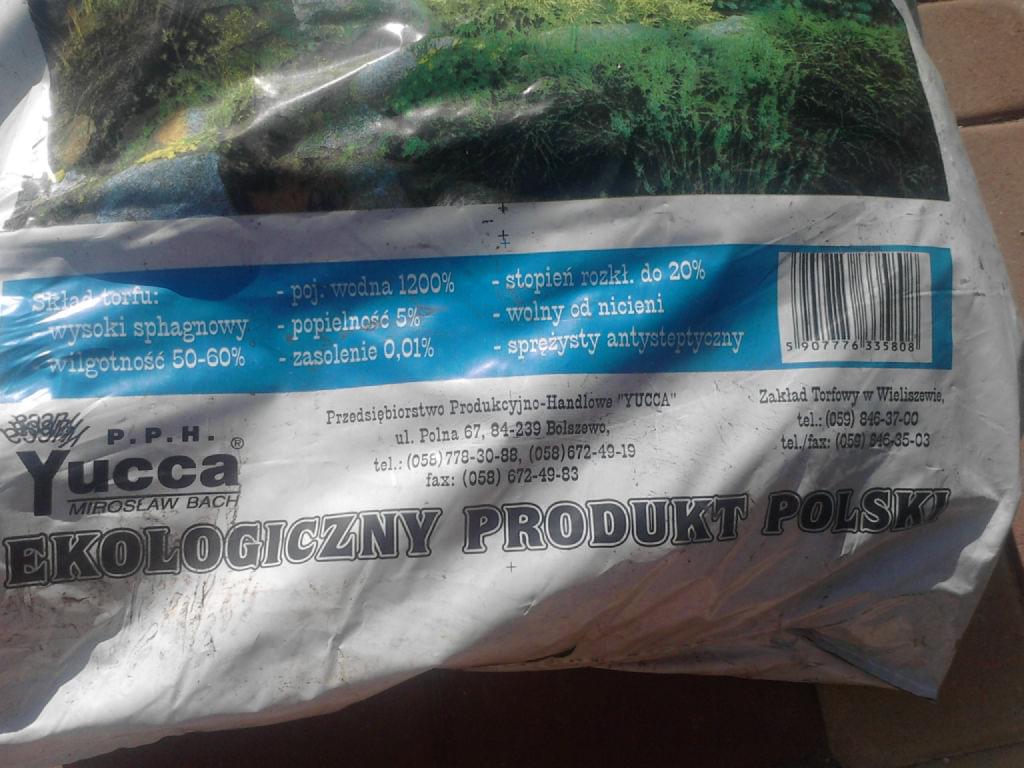 Skład torfu:
- wysoki sphagnowy
- wilgotność 50-60%
- poj. wodna 1200%
- popielność 5%
- zasolenie 0,01%
- stopień rozkł. do 20%
- wolny od nicieni
- sprężysty antysteptyczny
5 907776 335808
P.P.H.
Yucca®
MIROSŁAW BACH
Przedsiębiorstwo Produkcyjno-Handlowe "YUCCA"
ul. Polna 67, 84-239 Bolszewo,
tel.: (058) 778-30-88, (058) 672-49-19
fax: (058) 672-49-83
Zakład Torfowy w Wieliszewie,
tel.: (059) 846-37-00
tel./fax: (059) 846-35-03
EKOLOGICZNY PRODUKT POLSKI